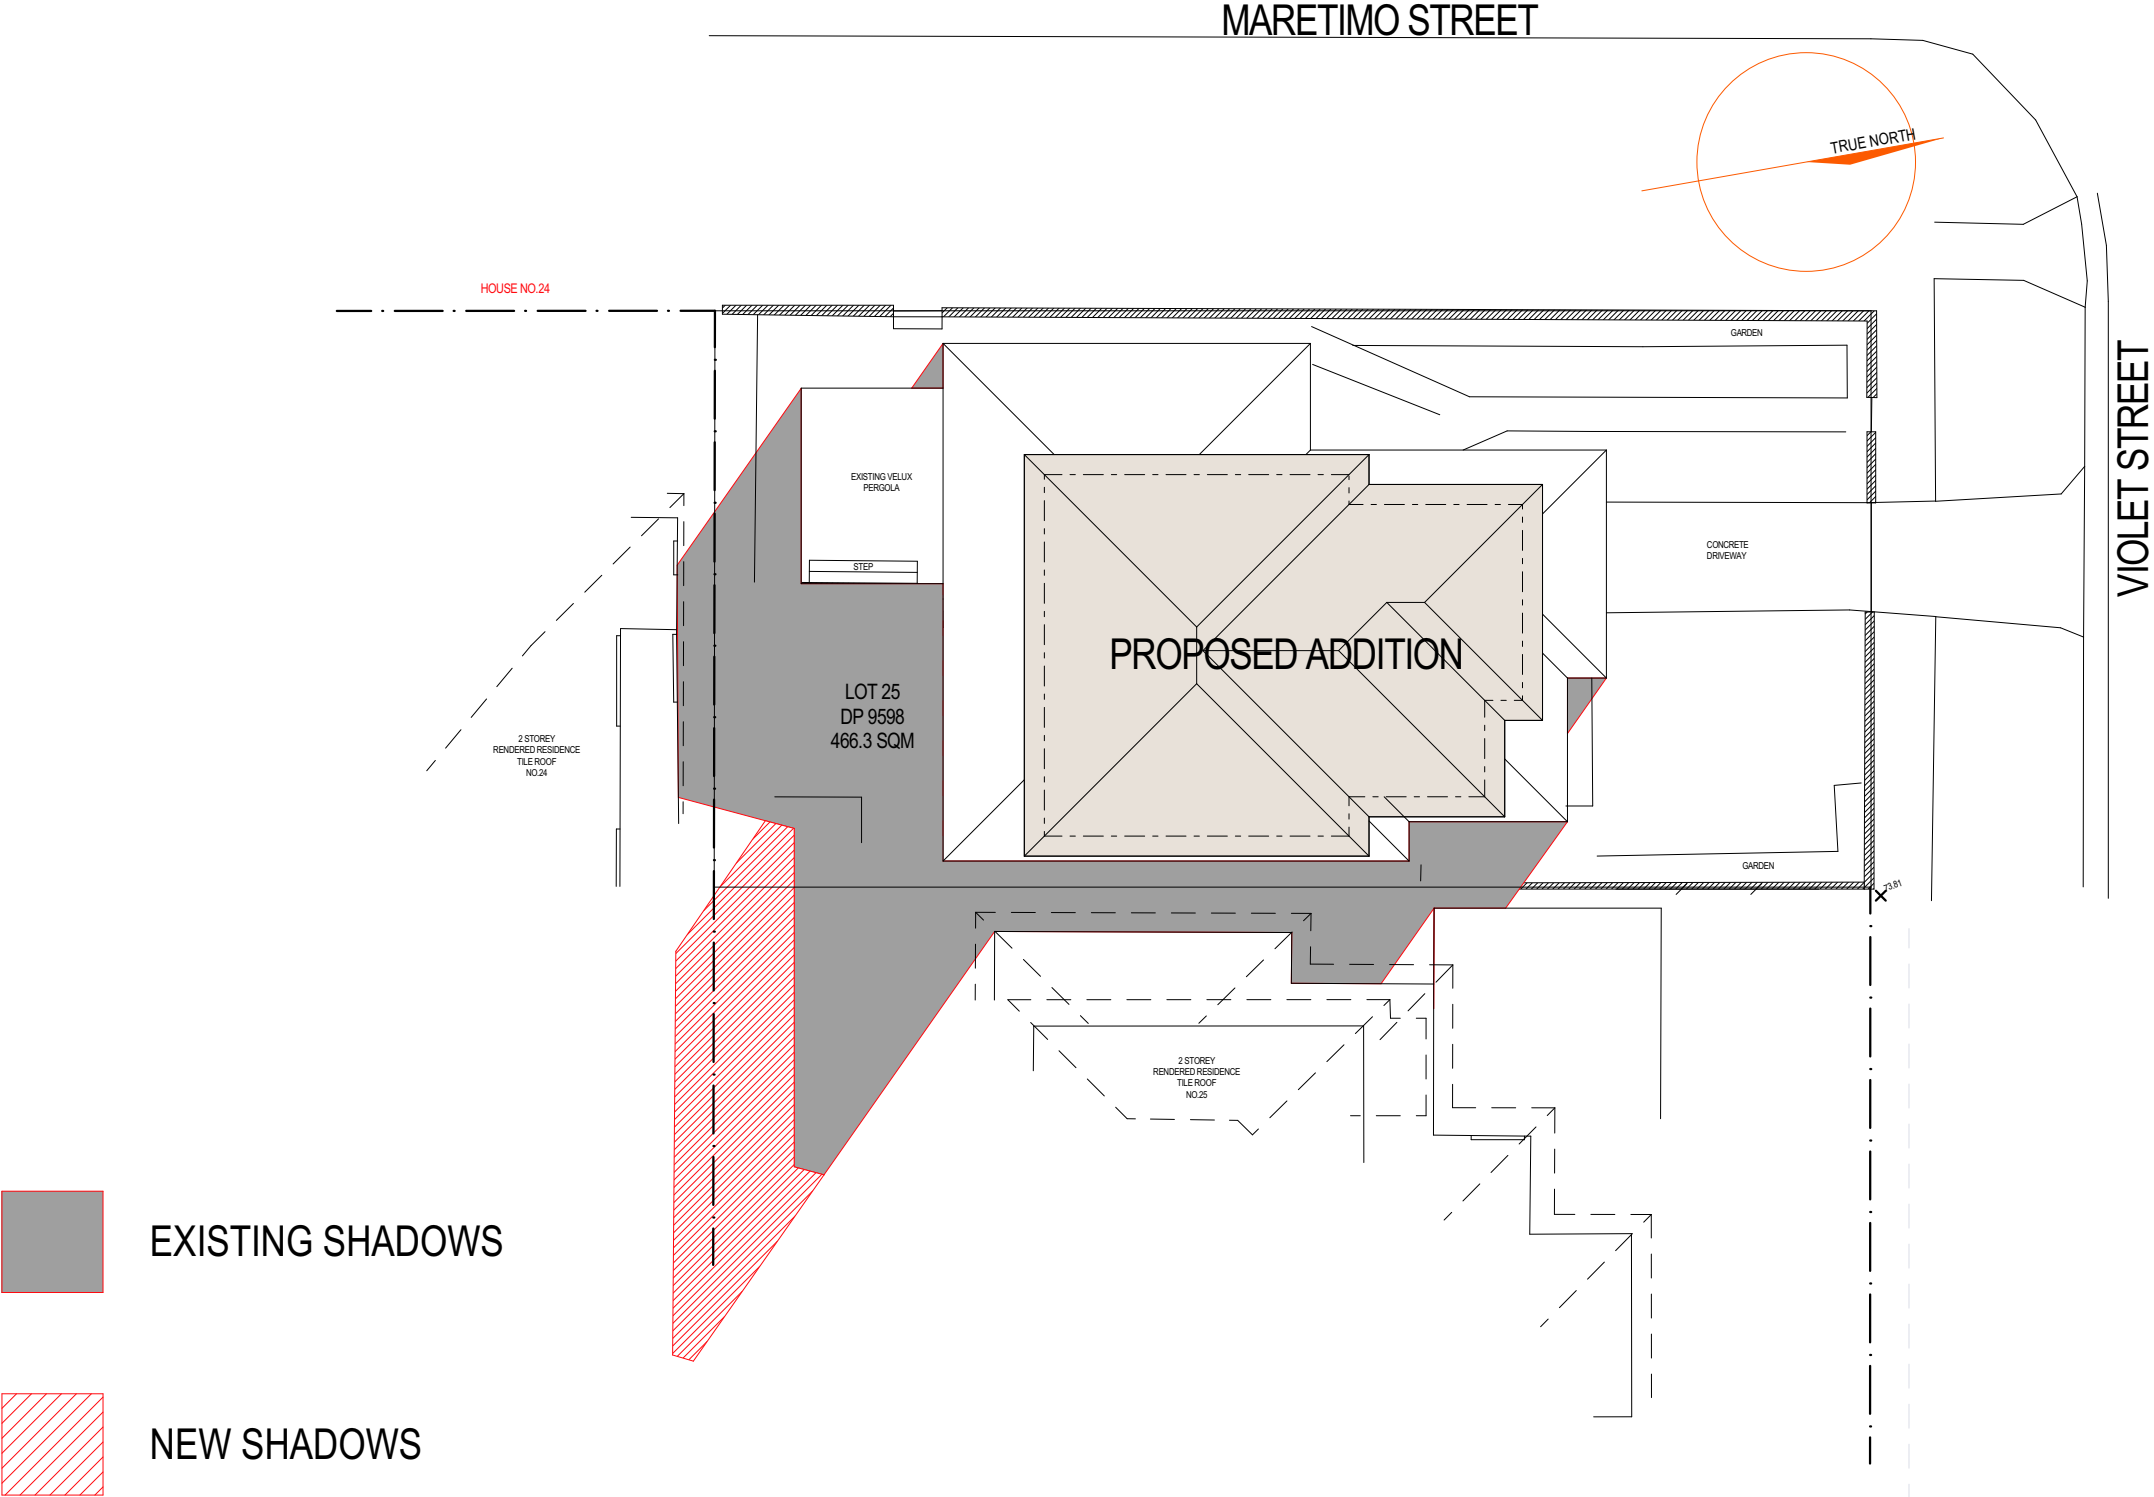 MARETIMO STREET
TRUE NORTH
HOUSE NO.24
GARDEN
VIOLET STREET
EXISTING VELUX
PERGOLA
STEP
CONCRETE
DRIVEWAY
PROPOSED ADDITION
LOT 25
DP 9598
466.3 SQM
2 STOREY
RENDERED RESIDENCE
TILE ROOF
NO.24
GARDEN
73.81
2 STOREY
RENDERED RESIDENCE
TILE ROOF
NO.25
EXISTING SHADOWS
NEW SHADOWS